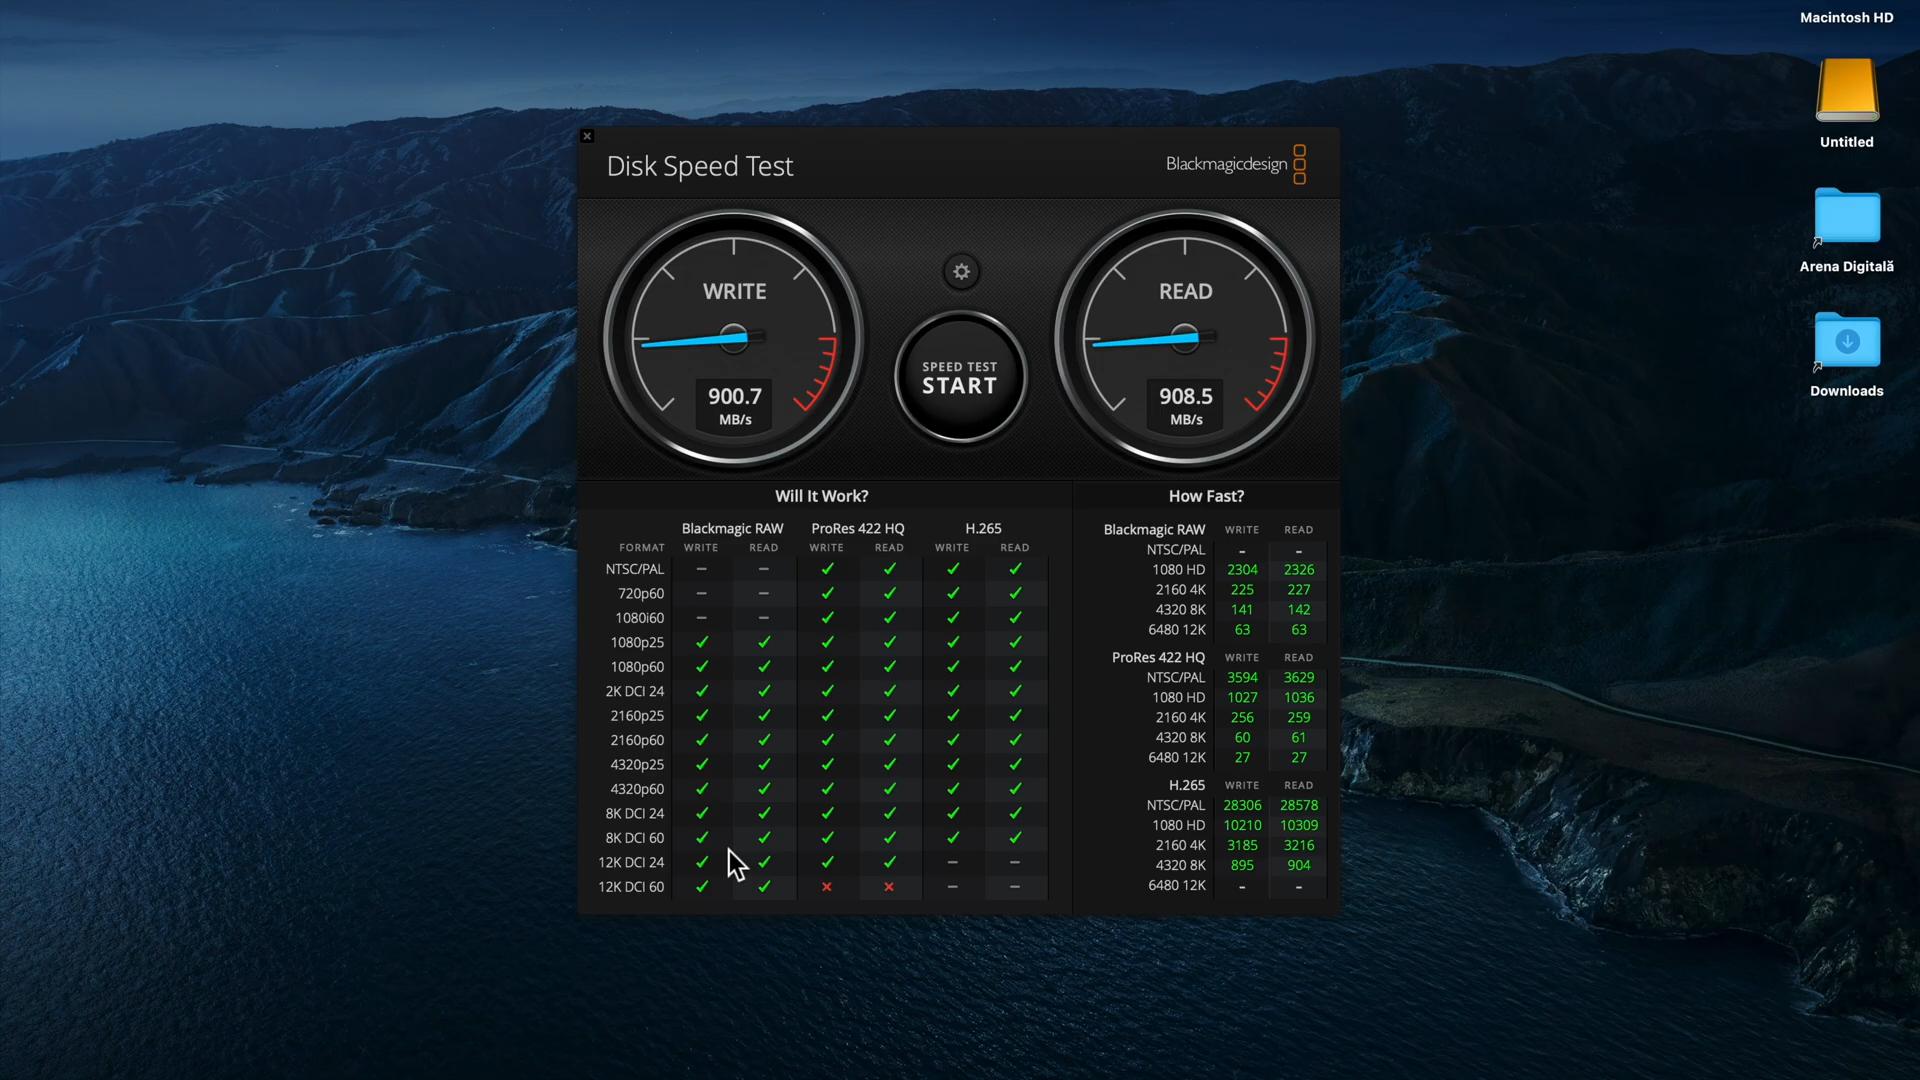 Macintosh HD
Untitled
Arena Digitală
Downloads
Disk Speed Test
Blackmagicdesign
WRITE
900.7
MB/s
SPEED TEST
START
READ
908.5
MB/s
Will It Work?
Blackmagic RAW ProRes 422 HQ H.265
FORMAT WRITE READ WRITE READ WRITE READ
NTSC/PAL – – ✓ ✓ ✓ ✓
720p60 – – ✓ ✓ ✓ ✓
1080i60 – – ✓ ✓ ✓ ✓
1080p25 ✓ ✓ ✓ ✓ ✓ ✓
1080p60 ✓ ✓ ✓ ✓ ✓ ✓
2K DCI 24 ✓ ✓ ✓ ✓ ✓ ✓
2160p25 ✓ ✓ ✓ ✓ ✓ ✓
2160p60 ✓ ✓ ✓ ✓ ✓ ✓
4320p25 ✓ ✓ ✓ ✓ ✓ ✓
4320p60 ✓ ✓ ✓ ✓ ✓ ✓
8K DCI 24 ✓ ✓ ✓ ✓ ✓ ✓
8K DCI 60 ✓ ✓ ✓ ✓ ✓ ✓
12K DCI 24 ✓ ✓ ✓ ✓ – –
12K DCI 60 ✓ ✓ × × – –
How Fast?
Blackmagic RAW WRITE READ
NTSC/PAL - -
1080 HD 2304 2326
2160 4K 225 227
4320 8K 141 142
6480 12K 63 63
ProRes 422 HQ WRITE READ
NTSC/PAL 3594 3629
1080 HD 1027 1036
2160 4K 256 259
4320 8K 60 61
6480 12K 27 27
H.265 WRITE READ
NTSC/PAL 28306 28578
1080 HD 10210 10309
2160 4K 3185 3216
4320 8K 895 904
6480 12K - -